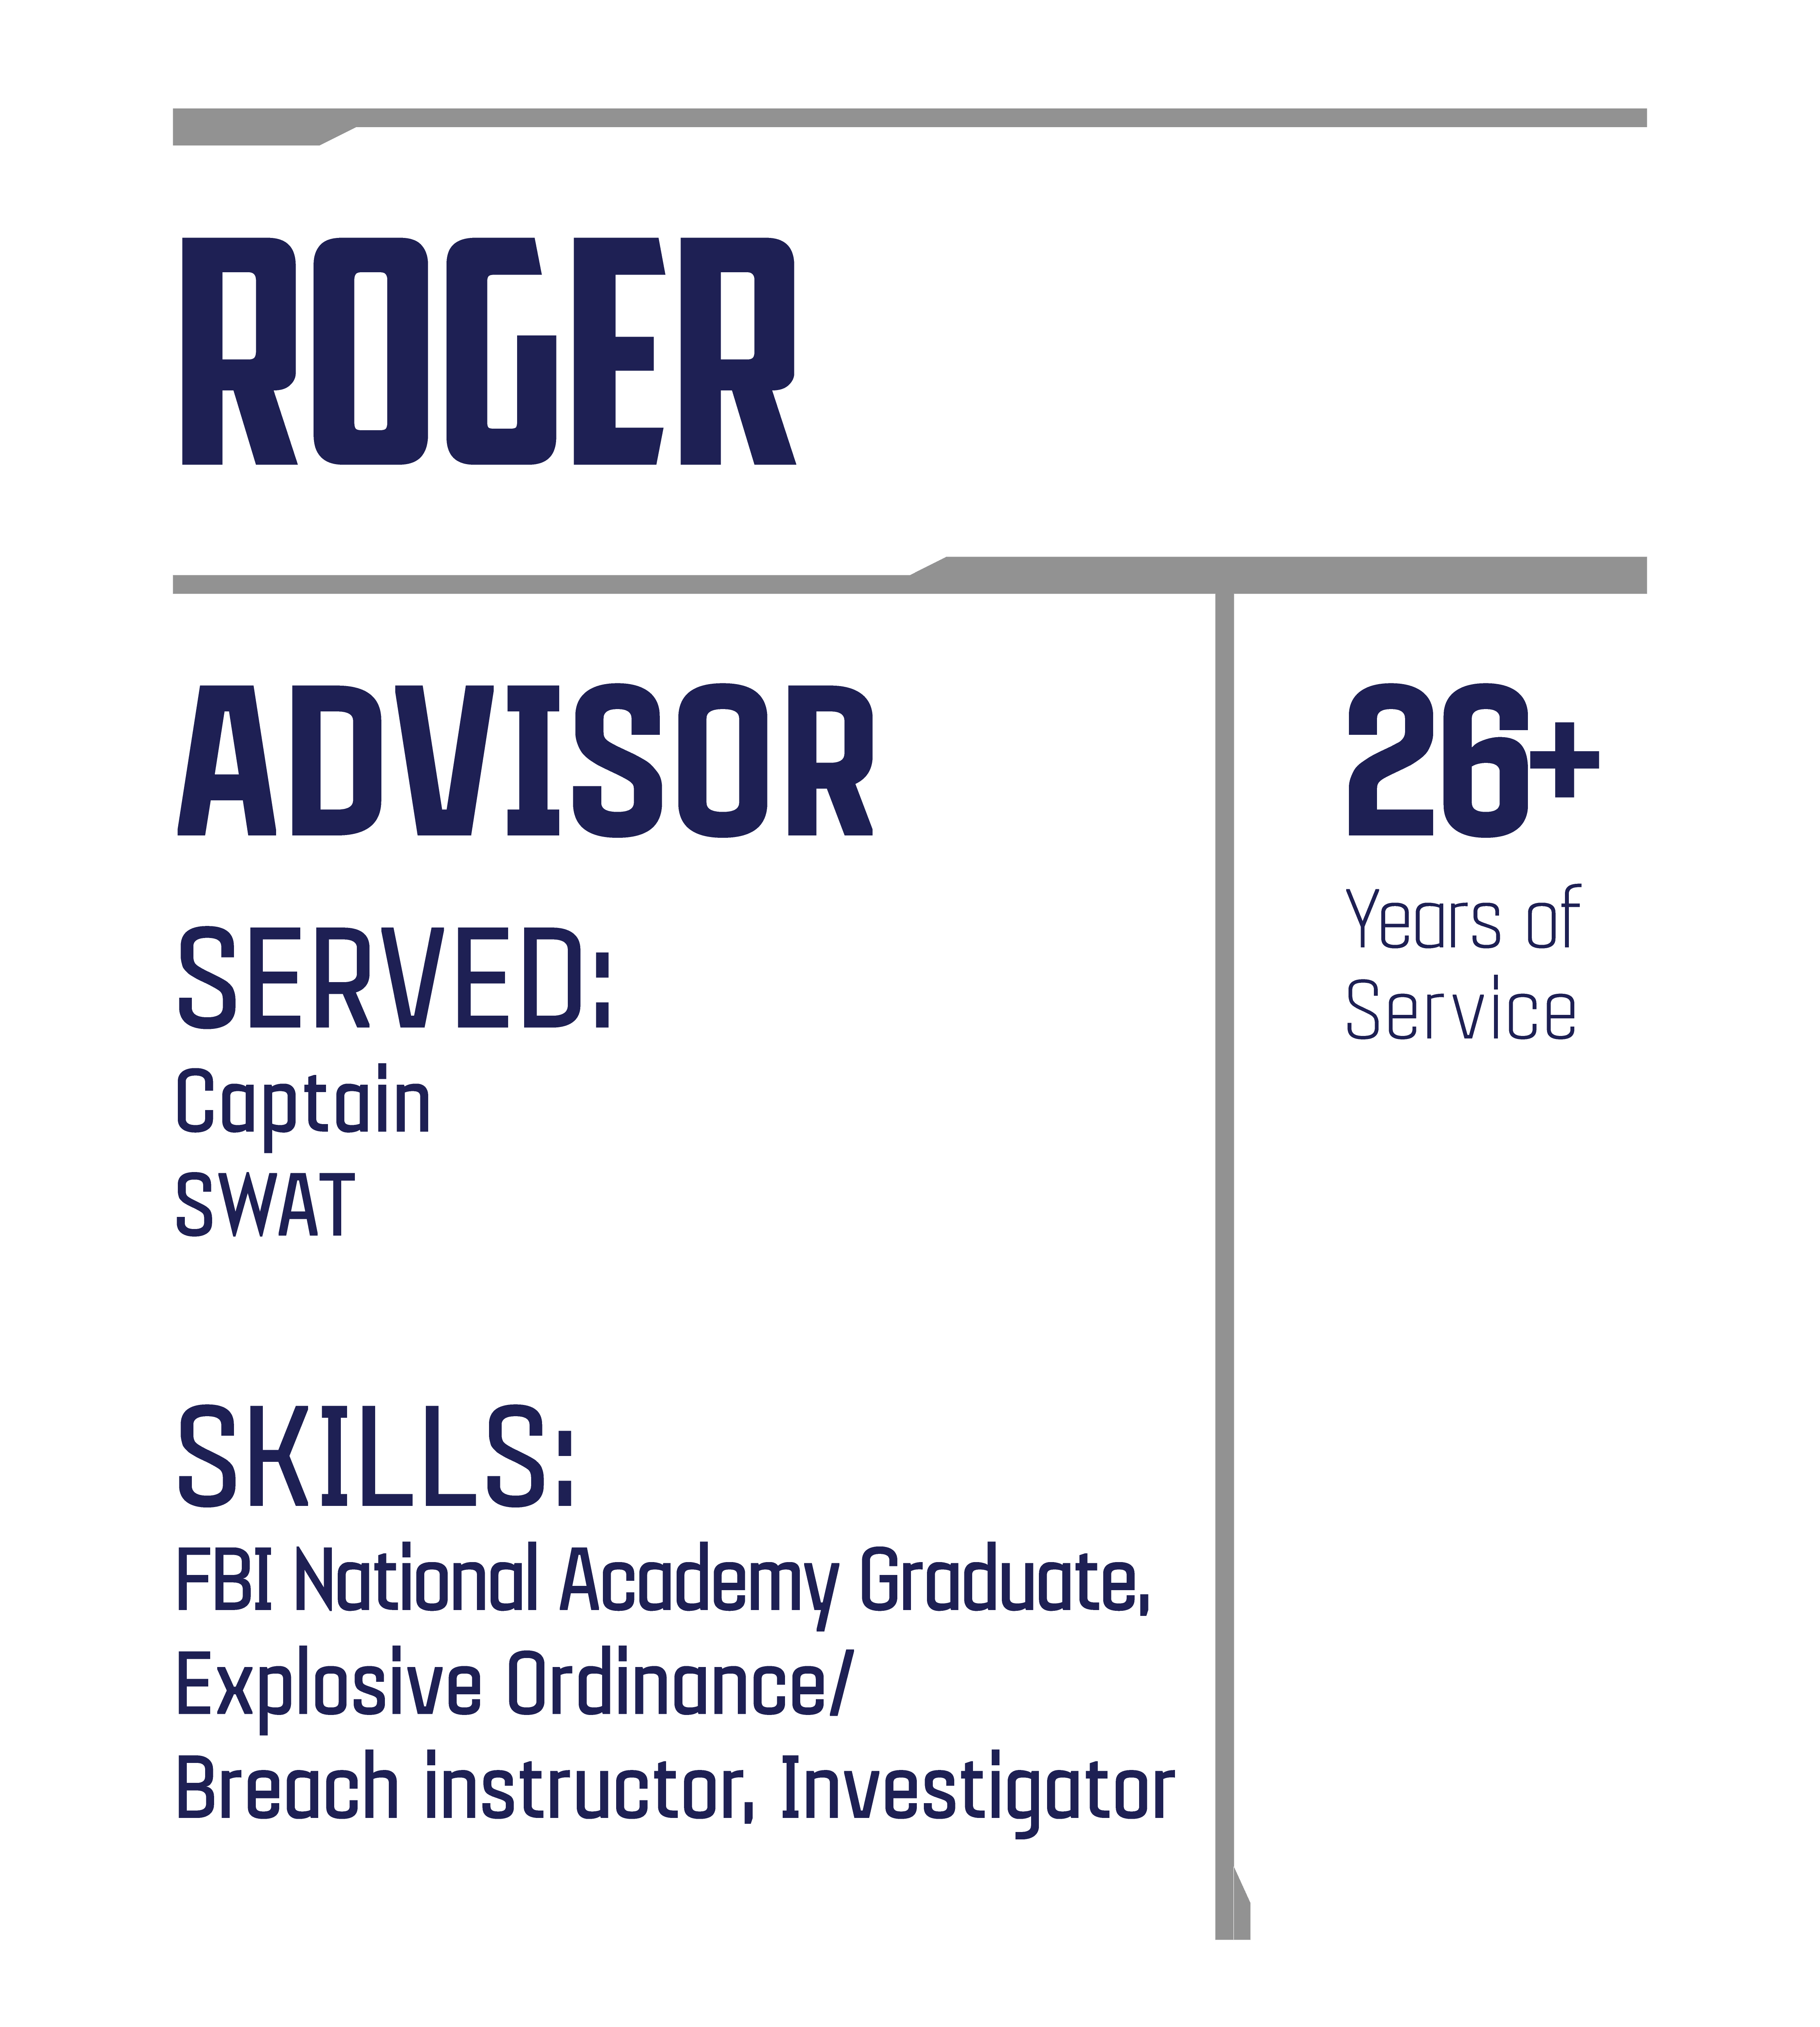 ROGER
ADVISOR
SERVED:
Captain
SWAT
SKILLS:
FBI National Academy Graduate,
Explosive Ordinance/
Breach instructor, Investigator
26+
Years of
Service